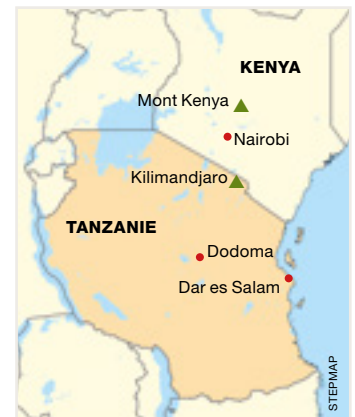 KENYA
Mont Kenya
Nairobi
Kilimandjaro
TANZANIE
Dodoma
Dar es Salam
STEPMAP